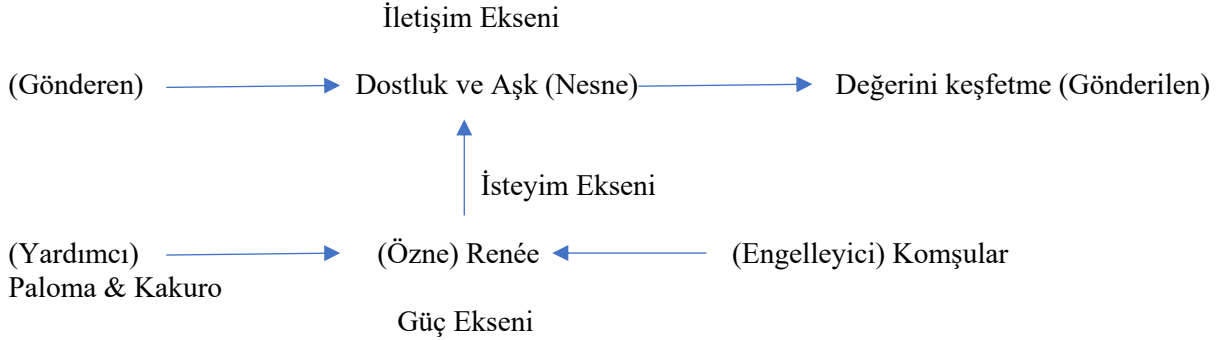 İletişim Ekseni
(Gönderen) Dostluk ve Aşk (Nesne) Değerini keşfetme (Gönderilen)
İsteyim Ekseni
(Yardımcı) (Özne) Renée (Engelleyici) Komşular
Paloma & Kakuro
Güç Ekseni